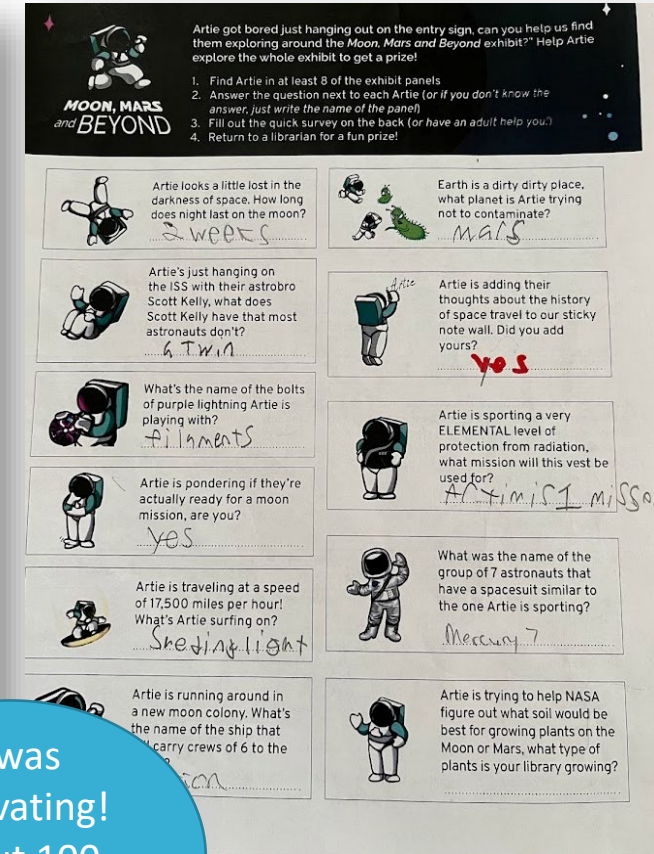 MOON, MARS
and BEYOND
Artie got bored just hanging out on the entry sign, can you help us find
them exploring around the Moon, Mars and Beyond exhibit?" Help Artie
explore the whole exhibit to get a prize!
1. Find Artie in at least 8 of the exhibit panels
2. Answer the question next to each Artie (or if you don't know the
answer, just write the name of the panel)
3. Fill out the quick survey on the back (or have an adult help you!)
4. Return to a librarian for a fun prize!
Artie looks a little lost in the
darkness of space. How long
does night last on the moon?
2 weeks
Artie's just hanging on
the ISS with their astrobro
Scott Kelly, what does
Scott Kelly have that most
astronauts don't?
a Twin
What's the name of the bolts
of purple lightning Artie is
playing with?
filaments
Artie is pondering if they're
actually ready for a moon
mission, are you?
yes
Artie is traveling at a speed
of 17,500 miles per hour!
What's Artie surfing on?
light
Artie is running around in
a new moon colony. What's
the name of the ship that
carry crews of 6 to the
Earth is a dirty dirty place,
what planet is Artie trying
not to contaminate?
Mars
Artie
Artie is adding their
thoughts about the history
of space travel to our sticky
note wall. Did you add
yours?
yes
Artie is sporting a very
ELEMENTAL level of
protection from radiation,
what mission will this vest be
used for?
Artimis I misso
What was the name of the
group of 7 astronauts that
have a spacesuit similar to
the one Artie is sporting?
Mercury 7
Artie is trying to help NASA
figure out what soil would be
best for growing plants on the
Moon or Mars, what type of
plants is your library growing?
was
vating!
100